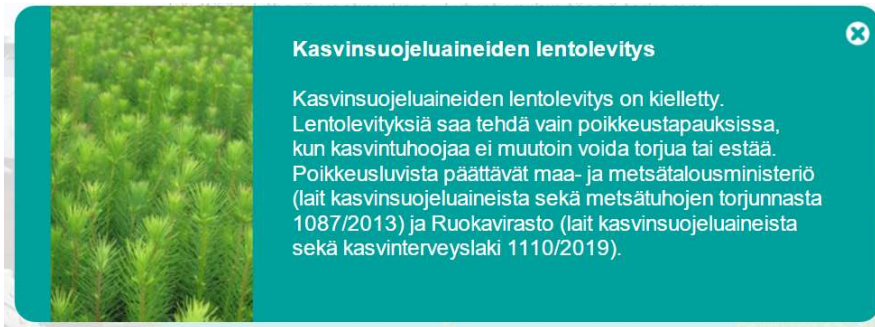 Kasvinsuojeluaineiden lentolevitys
Kasvinsuojeluaineiden lentolevitys on kielletty.
Lentolevityksiä saa tehdä vain poikkeustapauksissa,
kun kasvintuhoojaa ei muutoin voida torjua tai estää.
Poikkeusluvista päättävät maa- ja metsätalousministeriö
(lait kasvinsuojeluaineista sekä metsätuhojen torjunnasta
1087/2013) ja Ruokavirasto (lait kasvinsuojeluaineista
sekä kasvinterveyslaki 1110/2019).